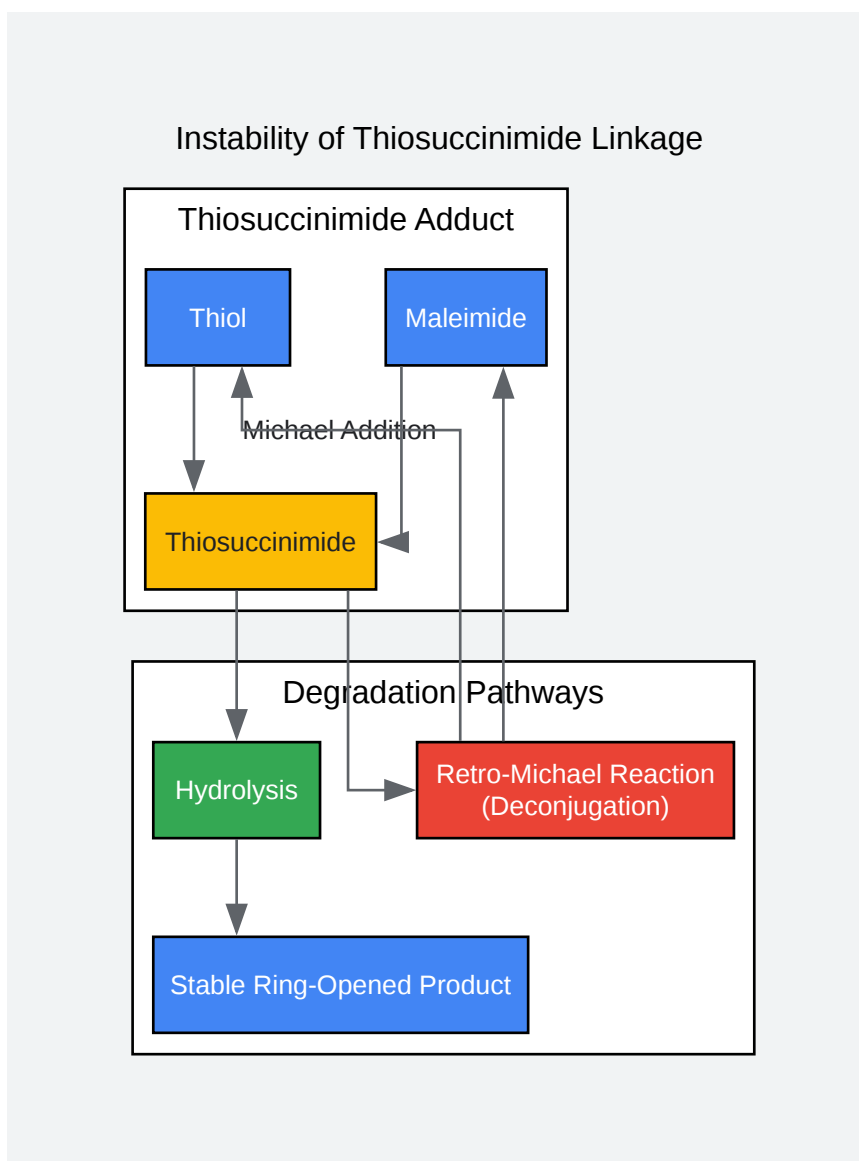 Instability of Thiosuccinimide Linkage
Thiosuccinimide Adduct
Thiol
Maleimide
Michael Addition
Thiosuccinimide
Degradation Pathways
Hydrolysis
Retro-Michael Reaction
(Deconjugation)
Stable Ring-Opened Product